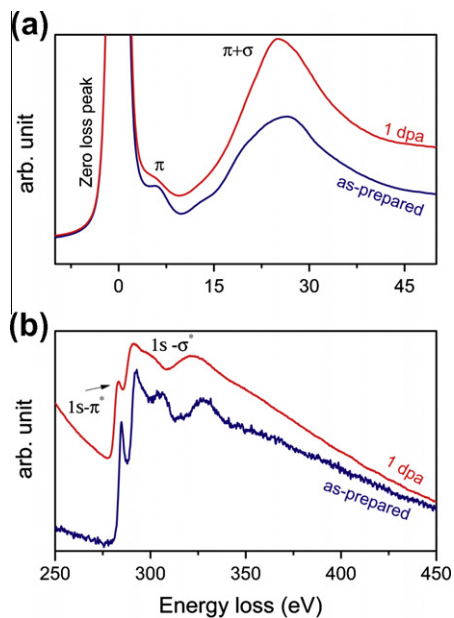 (a)
arb. unit
Zero loss peak
π
π+σ
1 dpa
as-prepared
0 15 30 45
(b)
arb. unit
1s-π*
1s -σ*
1 dpa
as-prepared
250 300 350 400 450
Energy loss (eV)